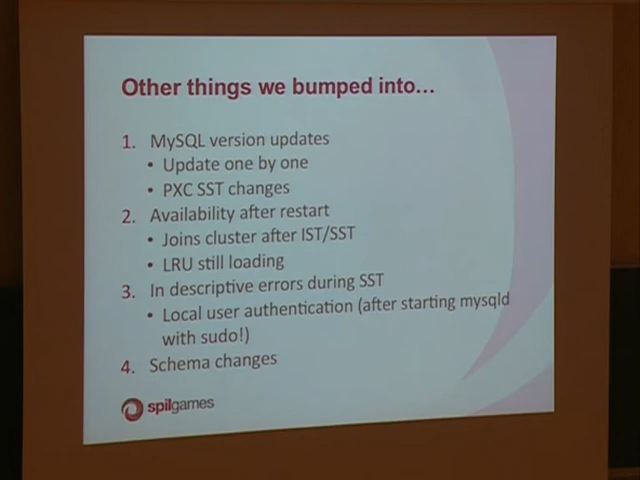 Other things we bumped into...
1. MySQL version updates
• Update one by one
• PXC SST changes
2. Availability after restart
• Joins cluster after IST/SST
• LRU still loading
3. In descriptive errors during SST
• Local user authentication (after starting mysqld
with sudo!)
4. Schema changes
spilgames